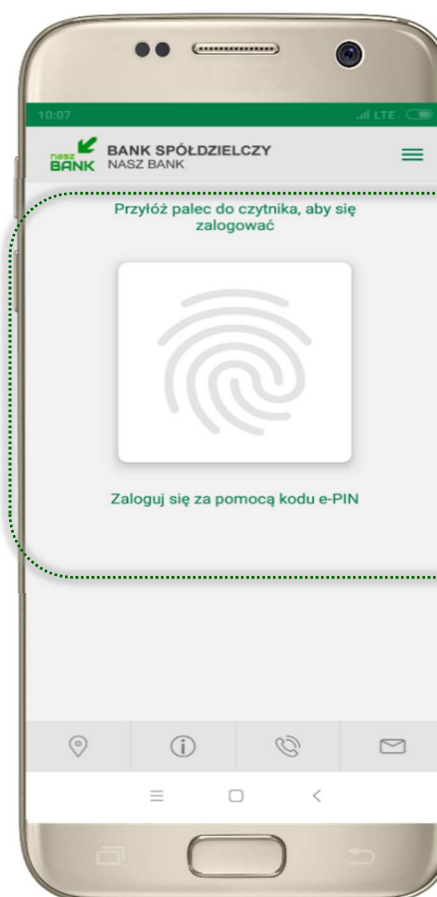 10:07
LTE
nasz
BANK
BANK SPÓŁDZIELCZY
NASZ BANK
Przyłóż palec do czytnika, aby się
zalogować
Zaloguj się za pomocą kodu e-PIN